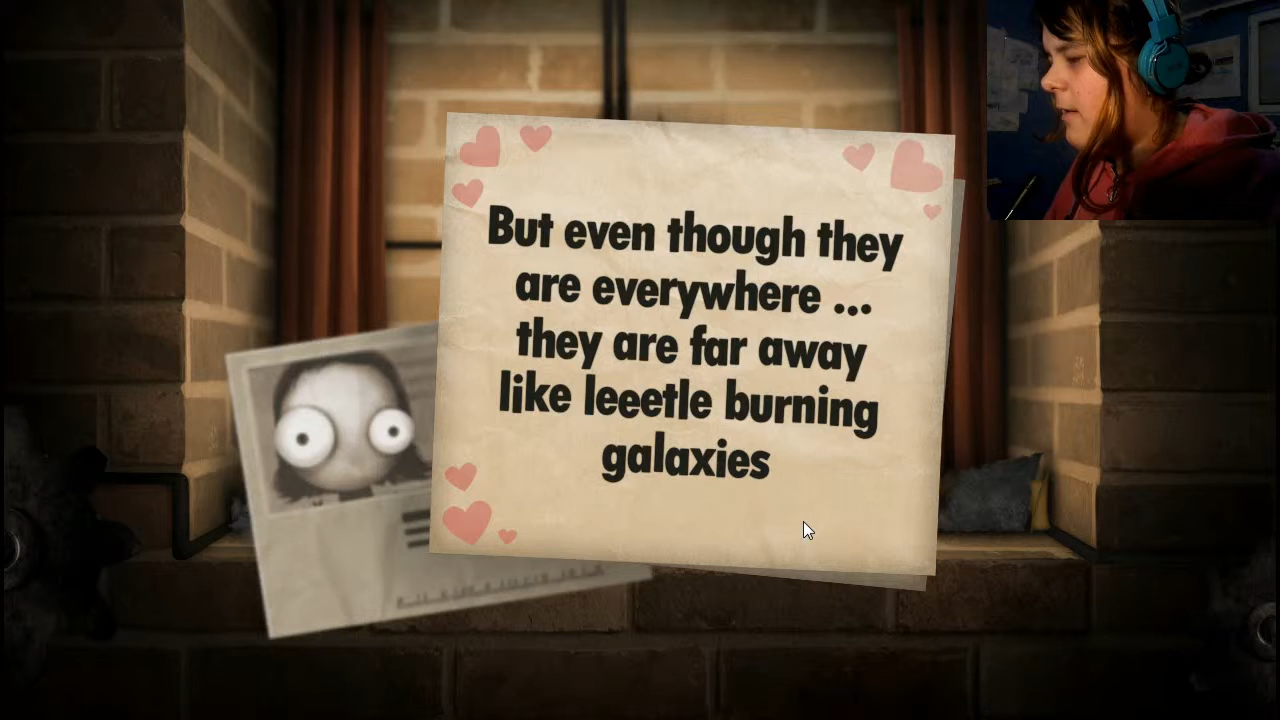 But even though they
are everywhere ...
they are far away
like leeetle burning
galaxies